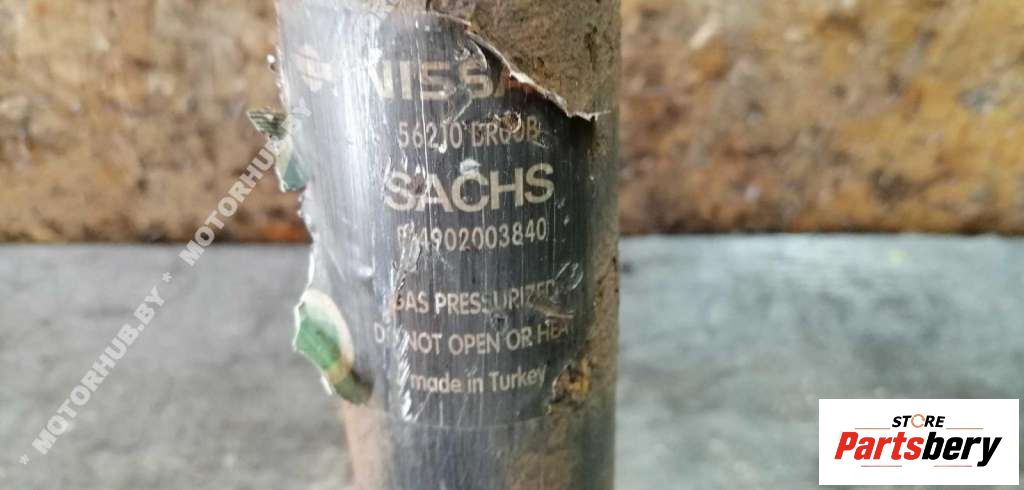 NISSA
56210
SACHS
4902003840
GAS PRESSURIZED
NOT OPEN OR HEA
made in Turkey
* MOTORHUB.BY * MOTORHUB.BY
STORE
Partsbery